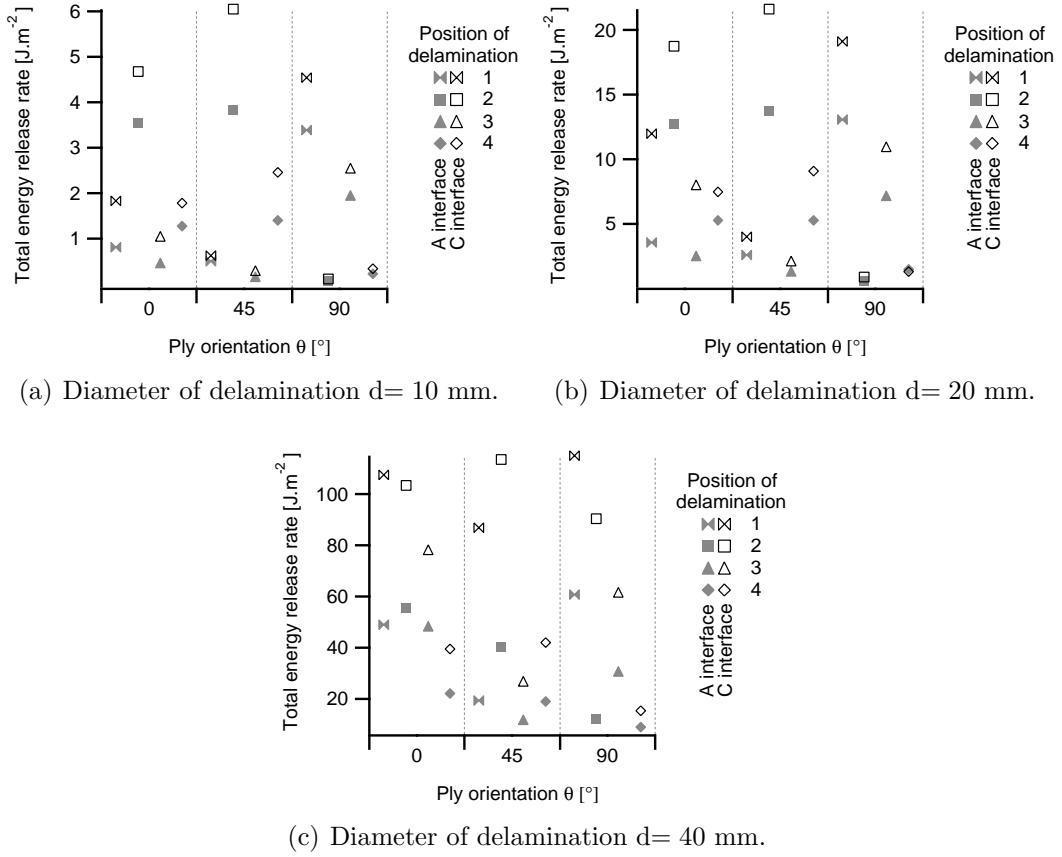 Total energy release rate [J.m-2]
6
5
4
3
2
1
0
45
90
Ply orientation θ [°]
Position of
delamination
1
2
3
4
A interface
C interface
(a) Diameter of delamination d= 10 mm.
Total energy release rate [J.m-2]
20
15
10
5
0
45
90
Ply orientation θ [°]
Position of
delamination
1
2
3
4
A interface
C interface
(b) Diameter of delamination d= 20 mm.
Total energy release rate [J.m-2]
100
80
60
40
20
0
45
90
Ply orientation θ [°]
Position of
delamination
1
2
3
4
A interface
C interface
(c) Diameter of delamination d= 40 mm.